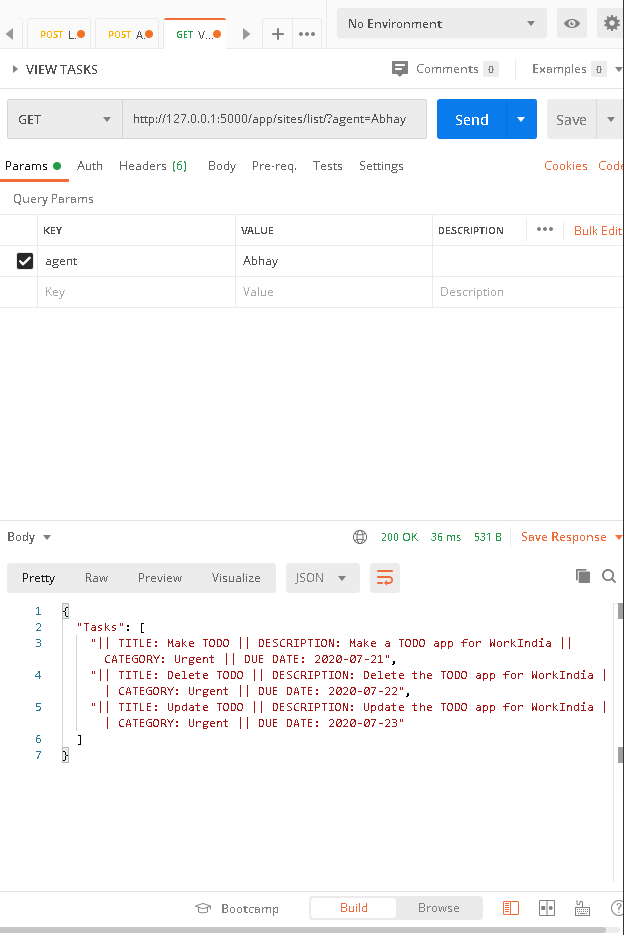 POST L. POST A. GET V... + ••• No Environment
VIEW TASKS Comments 0 Examples 0
GET http://127.0.0.1:5000/app/sites/list/?agent=Abhay Send Save
Params Auth Headers (6) Body Pre-req. Tests Settings Cookies Code
Query Params
KEY VALUE DESCRIPTION ••• Bulk Edit
agent Abhay
Key Value Description
Body 200 OK 36 ms 531 B Save Response
Pretty Raw Preview Visualize JSON
1 {
2 "Tasks": [
3 "|| TITLE: Make TODO || DESCRIPTION: Make a TODO app for WorkIndia ||
CATEGORY: Urgent || DUE DATE: 2020-07-21",
4 "|| TITLE: Delete TODO || DESCRIPTION: Delete the TODO app for WorkIndia |
| CATEGORY: Urgent || DUE DATE: 2020-07-22",
5 "|| TITLE: Update TODO || DESCRIPTION: Update the TODO app for WorkIndia |
| CATEGORY: Urgent || DUE DATE: 2020-07-23"
6 ]
7 }
Bootcamp Build Browse ?